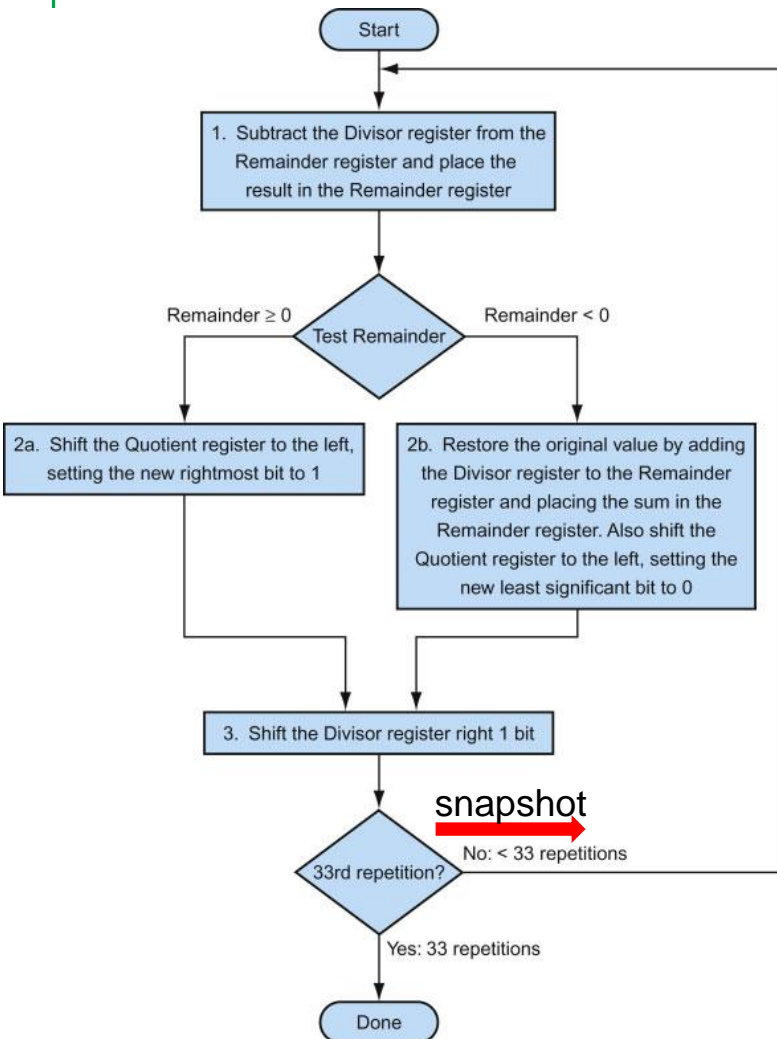 Start
1. Subtract the Divisor register from the
Remainder register and place the
result in the Remainder register
Remainder ≥ 0
Test Remainder
Remainder < 0
2a. Shift the Quotient register to the left,
setting the new rightmost bit to 1
2b. Restore the original value by adding
the Divisor register to the Remainder
register and placing the sum in the
Remainder register. Also shift the
Quotient register to the left, setting the
new least significant bit to 0
3. Shift the Divisor register right 1 bit
snapshot
33rd repetition?
No: < 33 repetitions
Yes: 33 repetitions
Done